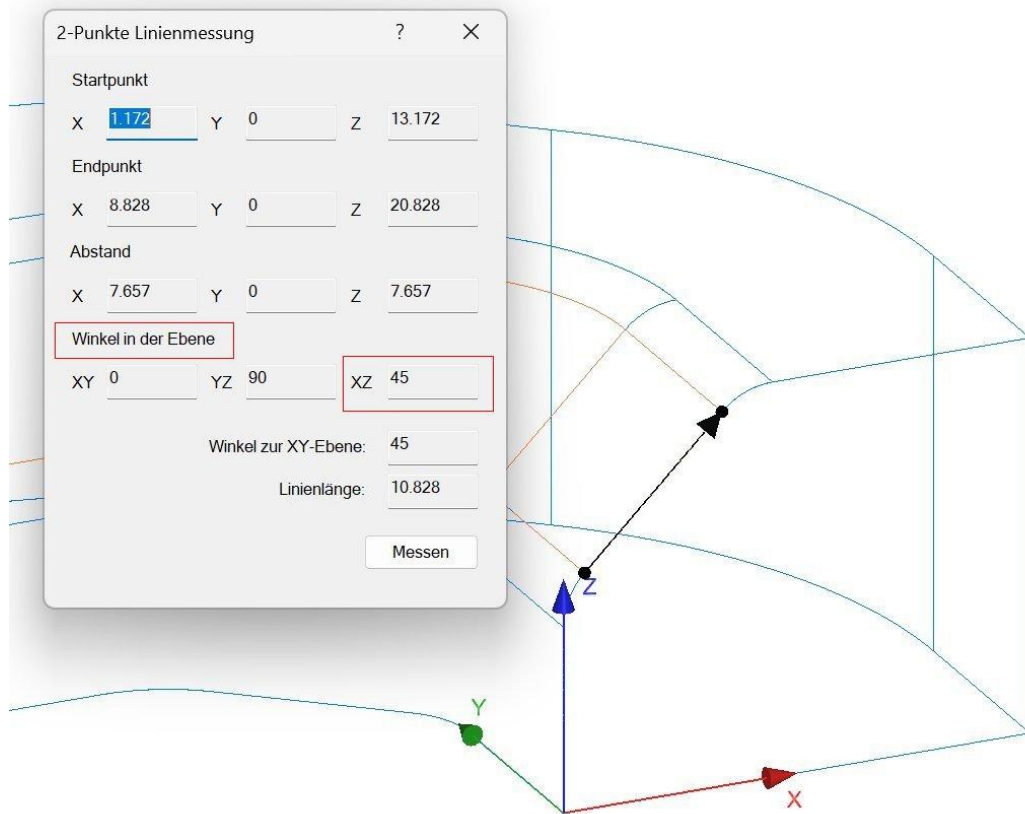 2-Punkte Linienmessung ?
Startpunkt
X 1.172 Y 0 Z 13.172
Endpunkt
X 8.828 Y 0 Z 20.828
Abstand
X 7.657 Y 0 Z 7.657
Winkel in der Ebene
XY 0 YZ 90 XZ 45
Winkel zur XY-Ebene: 45
Linienlänge: 10.828
Messen
Z
Y
X